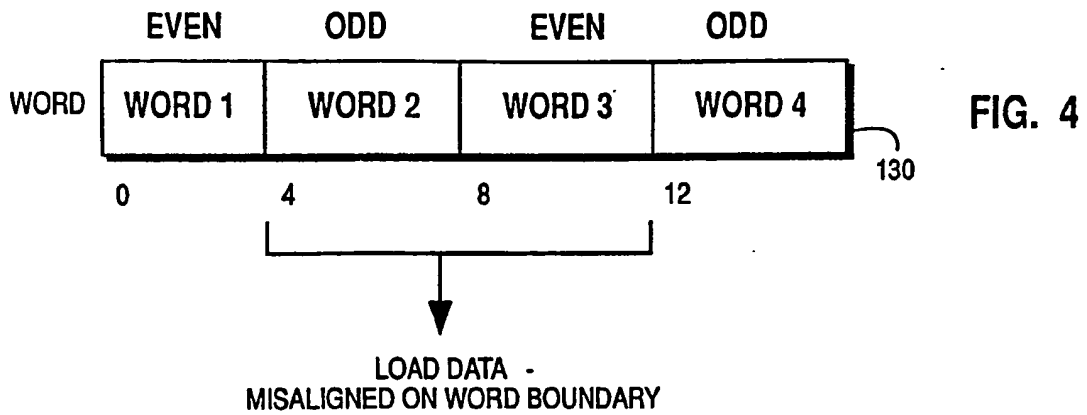 EVEN ODD EVEN ODD
WORD WORD 1 WORD 2 WORD 3 WORD 4
FIG. 4
130
0 4 8 12
LOAD DATA -
MISALIGNED ON WORD BOUNDARY